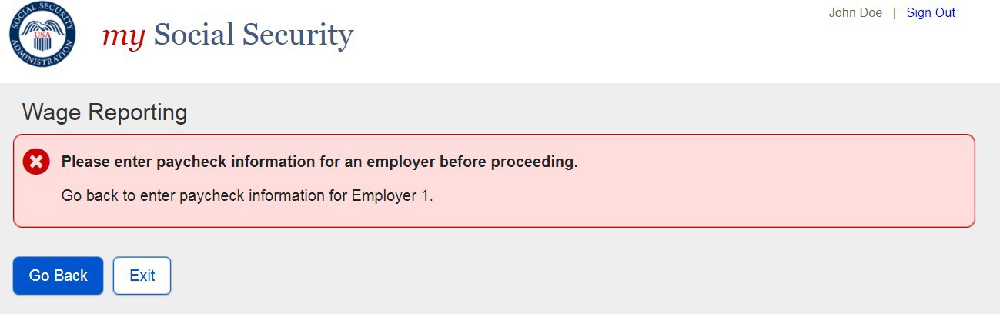 John Doe | Sign Out
SOCIAL SECURITY
USA
ADMINISTRATION
my Social Security
Wage Reporting
Please enter paycheck information for an employer before proceeding.
Go back to enter paycheck information for Employer 1.
Go Back Exit